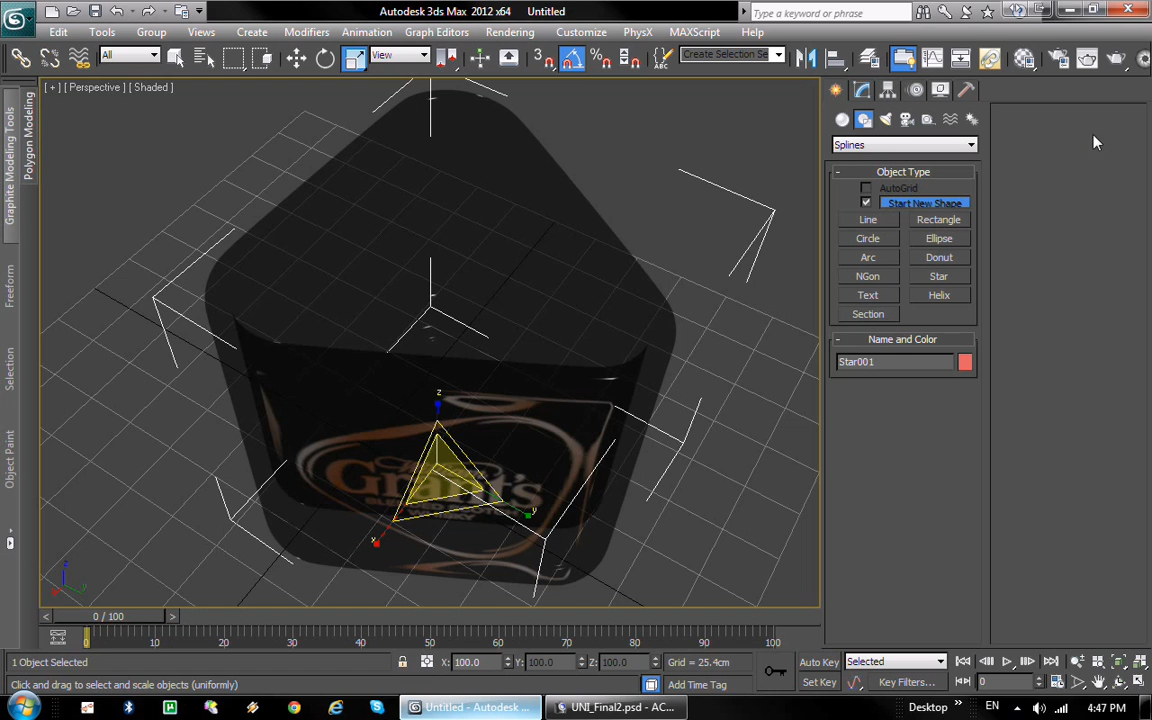 Autodesk 3ds Max 2012 x64 Untitled
Type a keyword or phrase
Edit Tools Group Views Create Modifiers Animation Graph Editors Rendering Customize PhysX MAXScript Help
All View Create Selection Se
[ + ] [ Perspective ] [ Shaded ]
Graphite Modeling Tools
Polygon Modeling
Freeform
Selection
Object Paint
Splines
- Object Type
AutoGrid
Start New Shape
Line Rectangle
Circle Ellipse
Arc Donut
NGon Star
Text Helix
Section
- Name and Color
Star001
z
y
x
Grant's
BLENDED SCOTCH
WHISKY
z
y
x
< 0 / 100 >
0 10 20 30 40 50 60 70 80 90 100
1 Object Selected X: 100.0 Y: 100.0 Z: 100.0 Grid = 25.4cm Auto Key Selected
Click and drag to select and scale objects (uniformly) Add Time Tag Set Key Key Filters... 0
Untitled - Autodesk ... UNI_Final2.psd - AC... Desktop » EN 4:47 PM